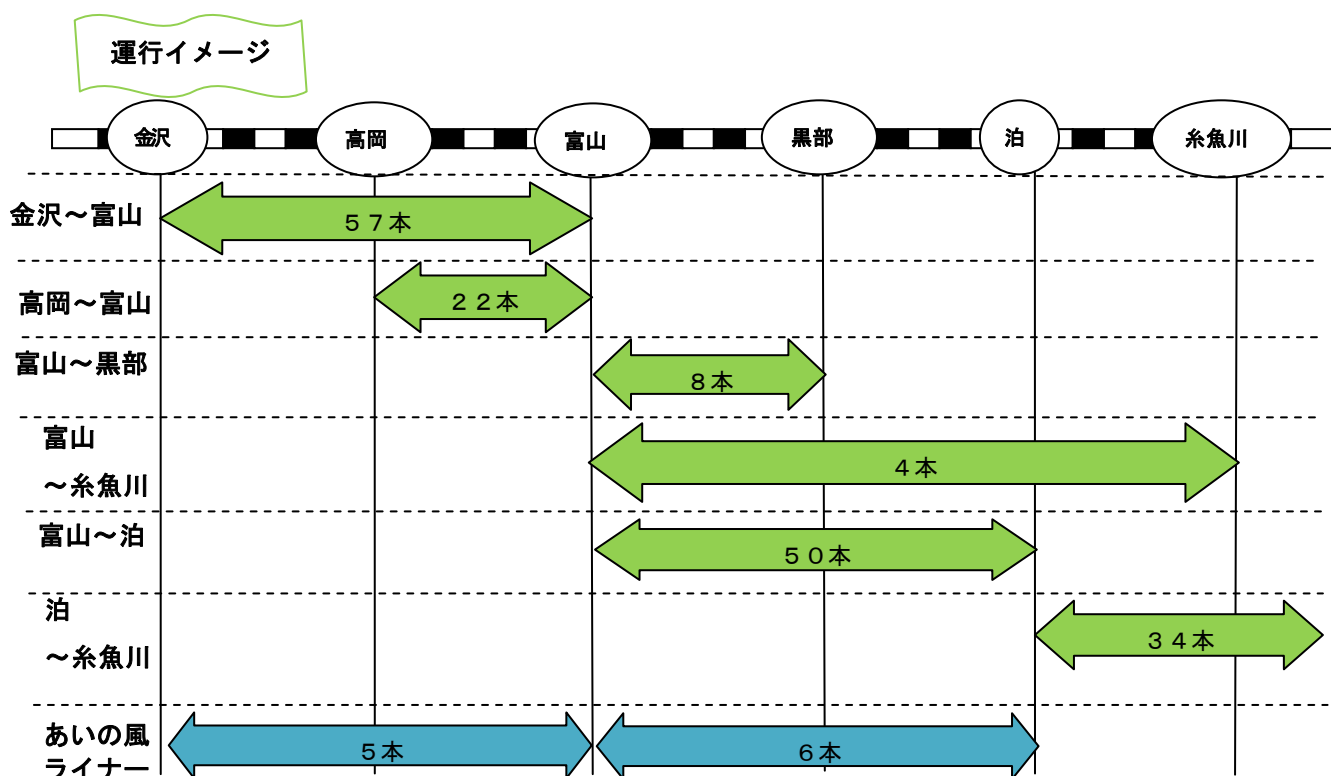 運行イメージ
金沢 高岡 富山 黒部 泊 糸魚川
金沢～富山
５７本
高岡～富山
２２本
富山～黒部
８本
富山
～糸魚川
４本
富山～泊
５０本
泊
～糸魚川
３４本
あいの風
ライナー
５本 ６本